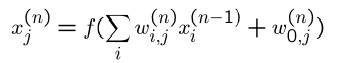 $x_j^{(n)} = f(\sum_i w_{i,j}^{(n)} x_i^{(n-1)} + w_{0,j}^{(n)})$